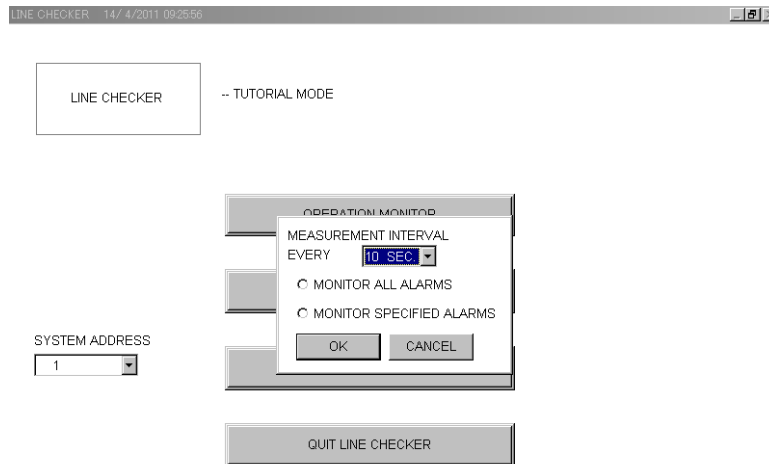 LINE CHECKER 14/ 4/2011 09:25:56
LINE CHECKER
-- TUTORIAL MODE
OPERATION MONITOR
MEASUREMENT INTERVAL
EVERY 10 SEC.
MONITOR ALL ALARMS
MONITOR SPECIFIED ALARMS
OK CANCEL
SYSTEM ADDRESS
1
QUIT LINE CHECKER